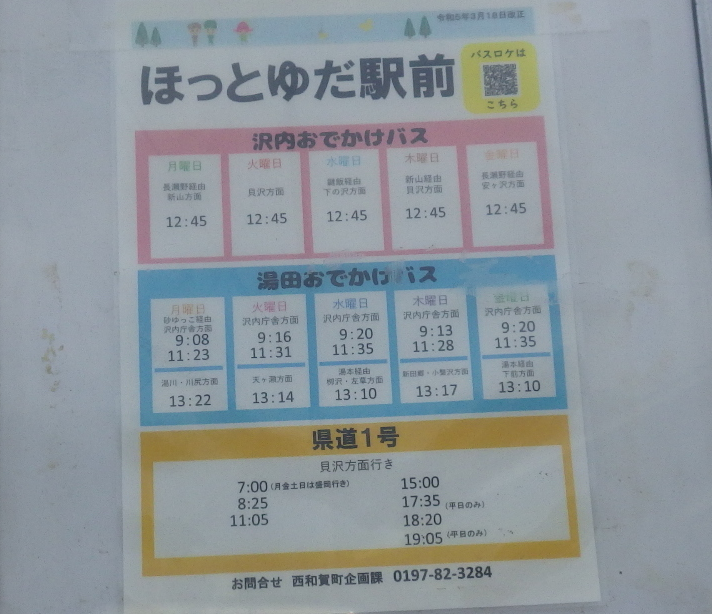 令和5年3月18日改正
ほっとゆだ駅前
バスロケは
こちら
沢内おでかけバス
月曜日
長瀬野経由
新山方面
12:45
火曜日
貝沢方面
12:45
水曜日
下の沢方面
12:45
木曜日
新山経由
貝沢方面
12:45
金曜日
長瀬野経由
安ヶ沢方面
12:45
湯田おでかけバス
月曜日
砂ゆっこ経由
沢内庁舎方面
9:08
11:23
湯川・川尻方面
13:22
火曜日
沢内庁舎方面
9:16
11:31
天ヶ瀬方面
13:14
水曜日
沢内庁舎方面
9:20
11:35
湯本経由
柳沢・左草方面
13:10
木曜日
沢内庁舎方面
9:13
11:28
新田郷・小繋沢方面
13:17
金曜日
沢内庁舎方面
9:20
11:35
湯本経由
下前方面
13:10
県道1号
貝沢方面行き
7:00(月金土日は盛岡行き)
8:25
11:05
15:00
17:35(平日のみ)
18:20
19:05(平日のみ)
お問合せ 西和賀町企画課 0197-82-3284